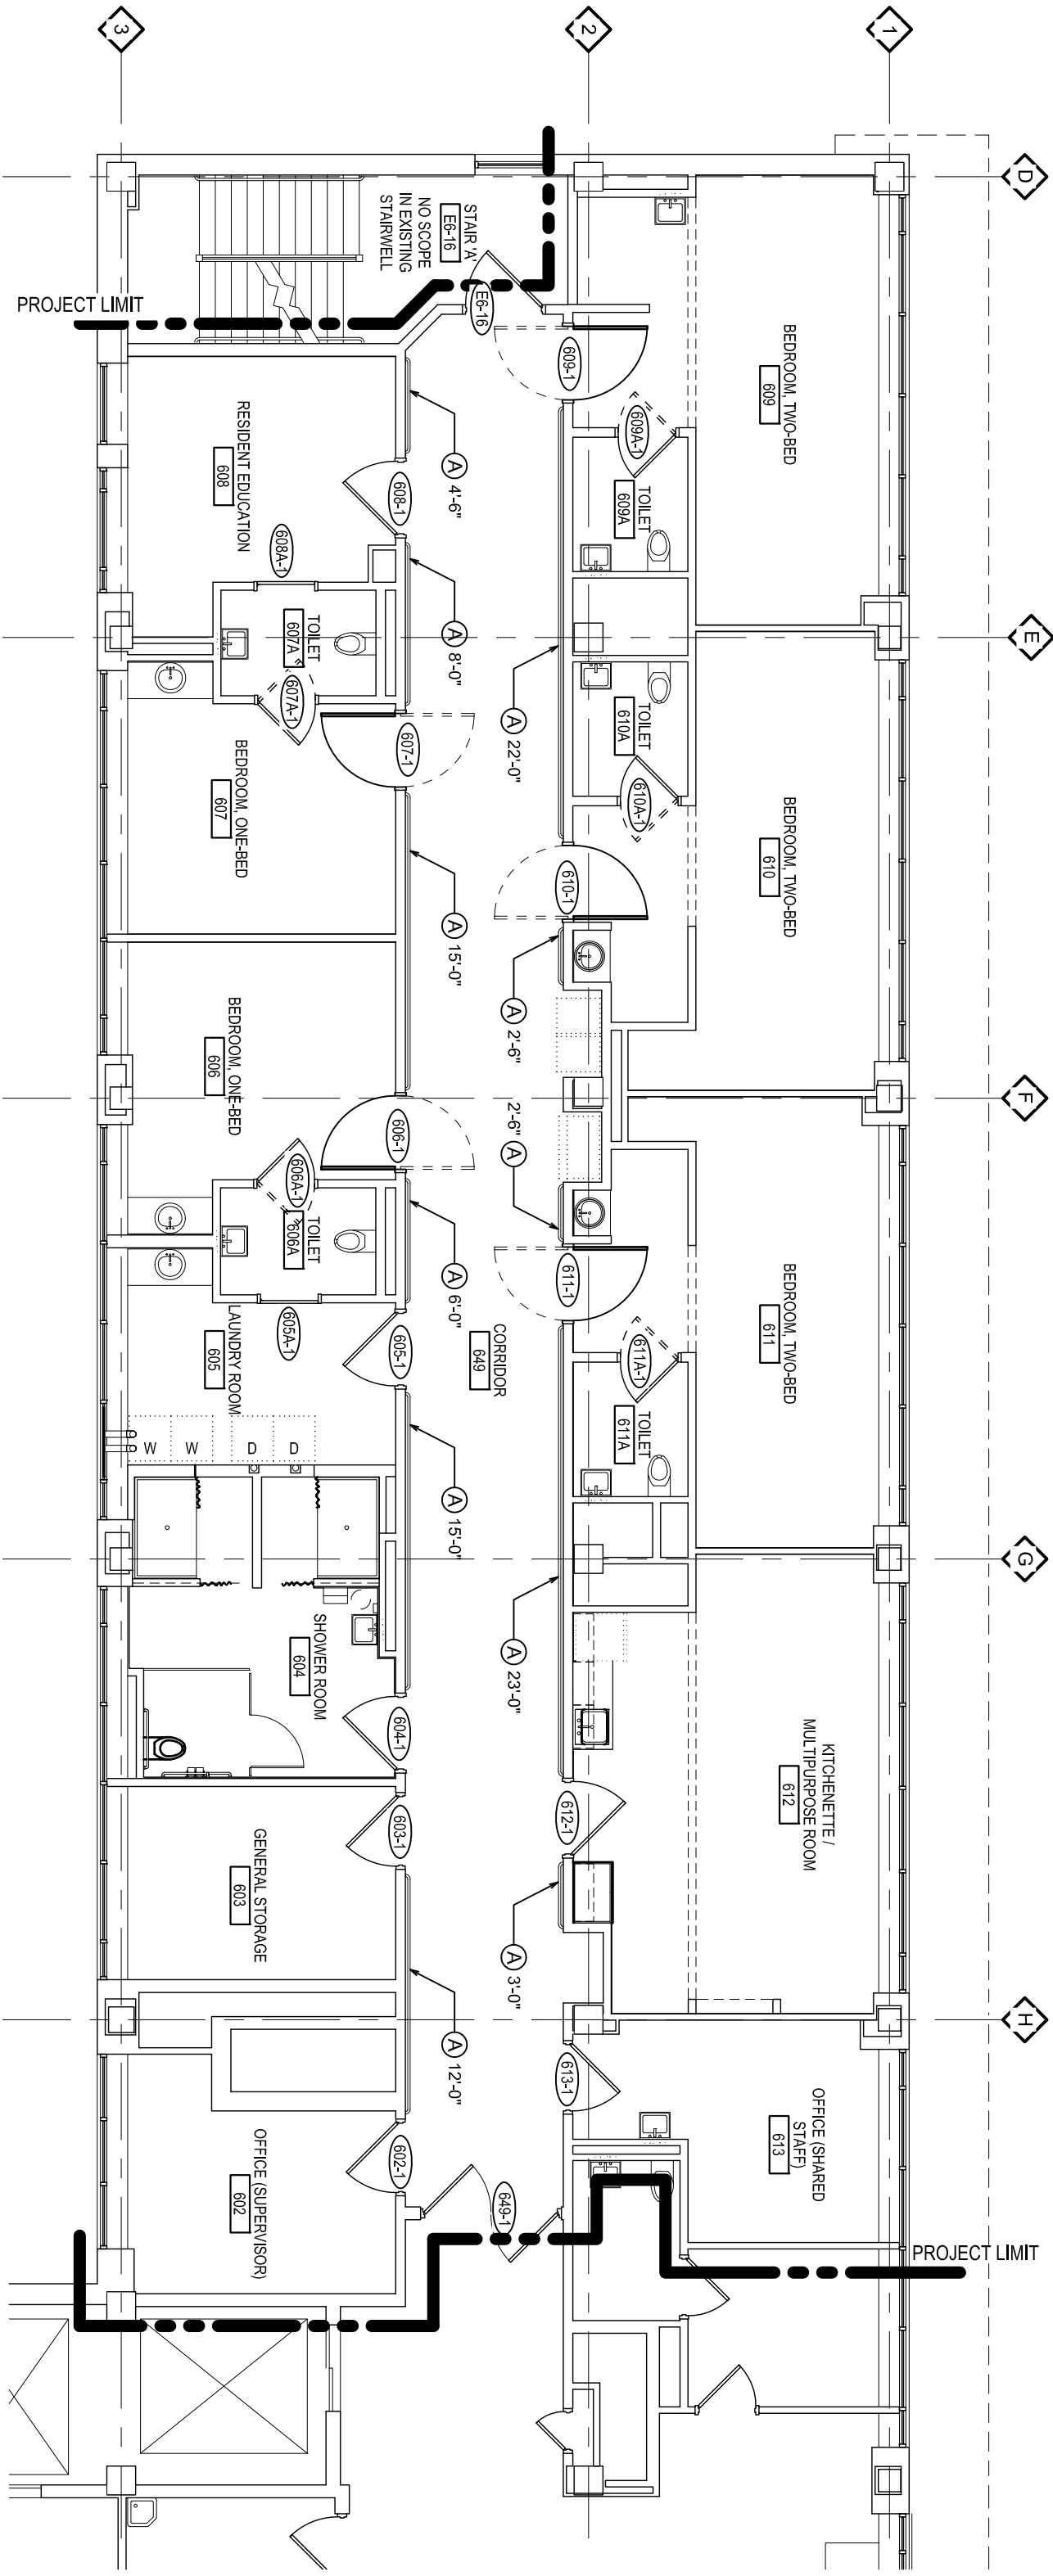 3
2
1
D
E
F
G
H
PROJECT LIMIT
STAIR 'A'
E6-16
NO SCOPE
IN EXISTING
STAIRWELL
E6-16
BEDROOM, TWO-BED
609
609-1
609A-1
TOILET
609A
RESIDENT EDUCATION
608
608-1
A 4'-6"
608A-1
A 8'-0"
TOILET
607A
607A-1
607-1
BEDROOM, ONE-BED
607
A 22'-0"
TOILET
610A
610A-1
BEDROOM, TWO-BED
610
610-1
A 15'-0"
A 2'-6"
BEDROOM, ONE-BED
606
606-1
606A-1
TOILET
606A
2'-6" A
A 6'-0"
BEDROOM, TWO-BED
611
611-1
611A-1
TOILET
611A
CORRIDOR
649
605A-1
605-1
LAUNDRY ROOM
605
W
W
D
D
A 15'-0"
A 23'-0"
SHOWER ROOM
604
604-1
KITCHENETTE /
MULTIPURPOSE ROOM
612
612-1
603-1
GENERAL STORAGE
603
A 3'-0"
A 12'-0"
613-1
OFFICE (SHARED
STAFF)
613
602-1
OFFICE (SUPERVISOR)
602
649-1
PROJECT LIMIT